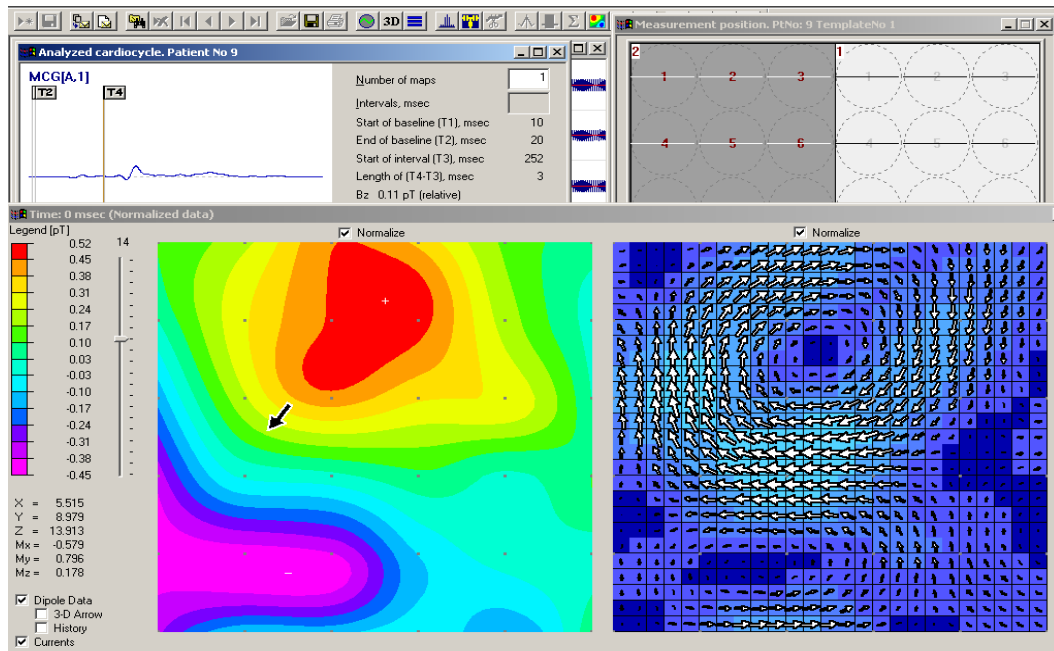 3D
Σ
Measurement position. PtNo: 9 TemplateNo 1
Analyzed cardiocycle. Patient No 9
MCG[A,1]
T2 T4
Number of maps 1
Intervals, msec
Start of baseline (T1), msec 10
End of baseline (T2), msec 20
Start of interval (T3), msec 252
Length of (T4-T3), msec 3
Bz 0.11 pT (relative)
2 1
1 2 3 1 2 3
4 5 6 4 5 6
Time: 0 msec (Normalized data)
Legend [pT]
Normalize Normalize
14
0.52
0.45
0.38
0.31
0.24
0.17
0.10
0.03
-0.03
-0.10
-0.17
-0.24
-0.31
-0.38
-0.45
X = 5.515
Y = 8.979
Z = 13.913
Mx = -0.579
My = 0.796
Mz = 0.178
Dipole Data
3-D Arrow
History
Currents